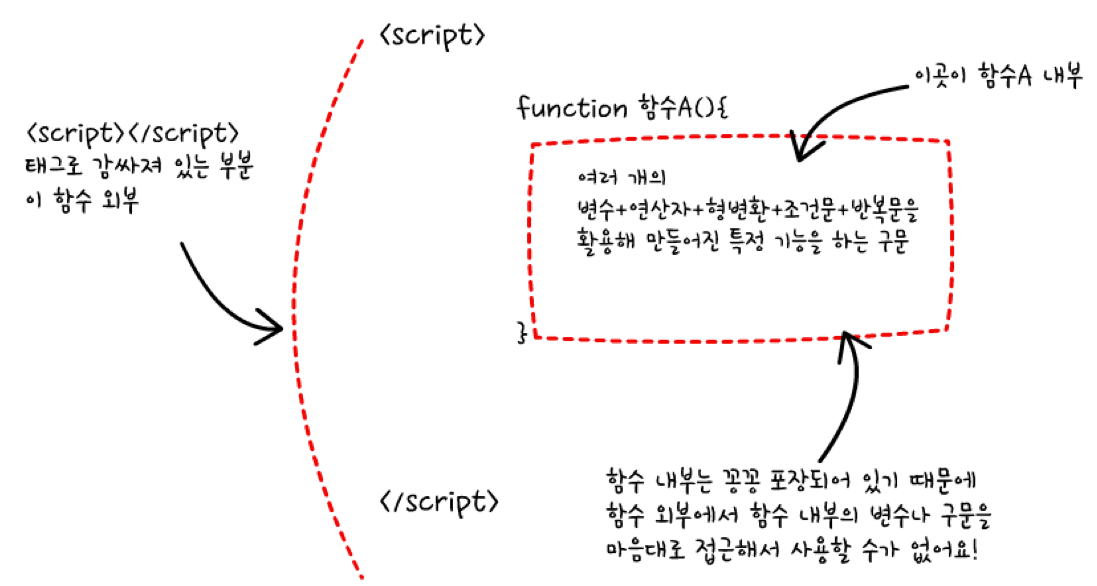 <script>
이곳이 함수A 내부
function 함수A(){
<script></script>
태그로 감싸져 있는 부분
이 함수 외부
여러 개의
변수+연산자+형변환+조건문+반복문을
활용해 만들어진 특정 기능을 하는 구문
}
함수 내부는 꽁꽁 포장되어 있기 때문에
함수 외부에서 함수 내부의 변수나 구문을
마음대로 접근해서 사용할 수가 없어요!
</script>